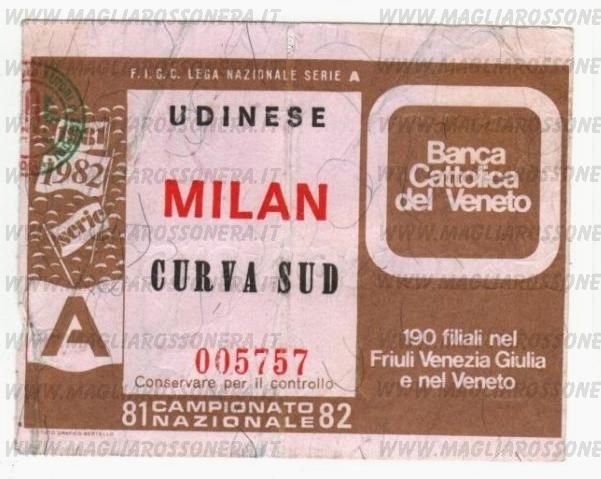 F.I.G.C. LEGA NAZIONALE SERIE A
UDINESE
MILAN
CURVA SUD
005757
Conservare per il controllo
81 CAMPIONATO NAZIONALE 82
1982
serie
A
Banca
Cattolica
del Veneto
190 filiali nel
Friuli Venezia Giulia
e nel Veneto
WWW.MAGLIAROSSONERA.IT